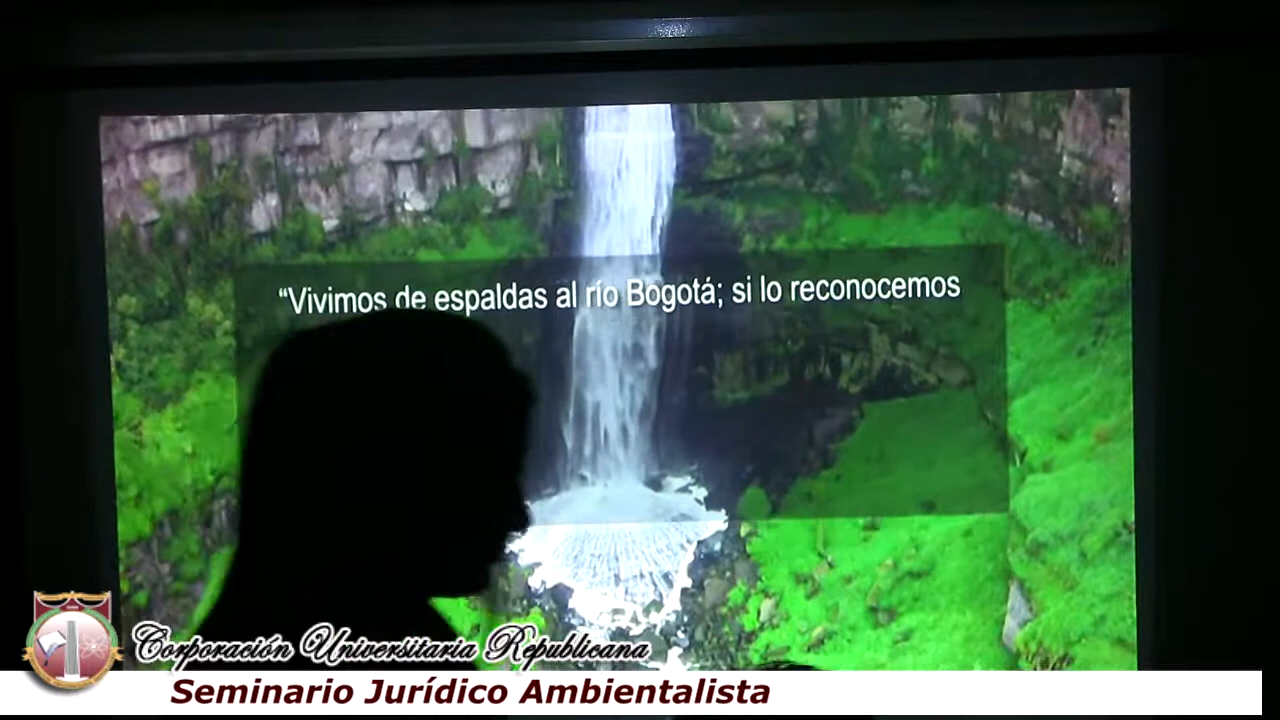 “Vivimos de espaldas al río Bogotá; si lo reconocemos
Corporación Universitaria Republicana
Seminario Jurídico Ambientalista